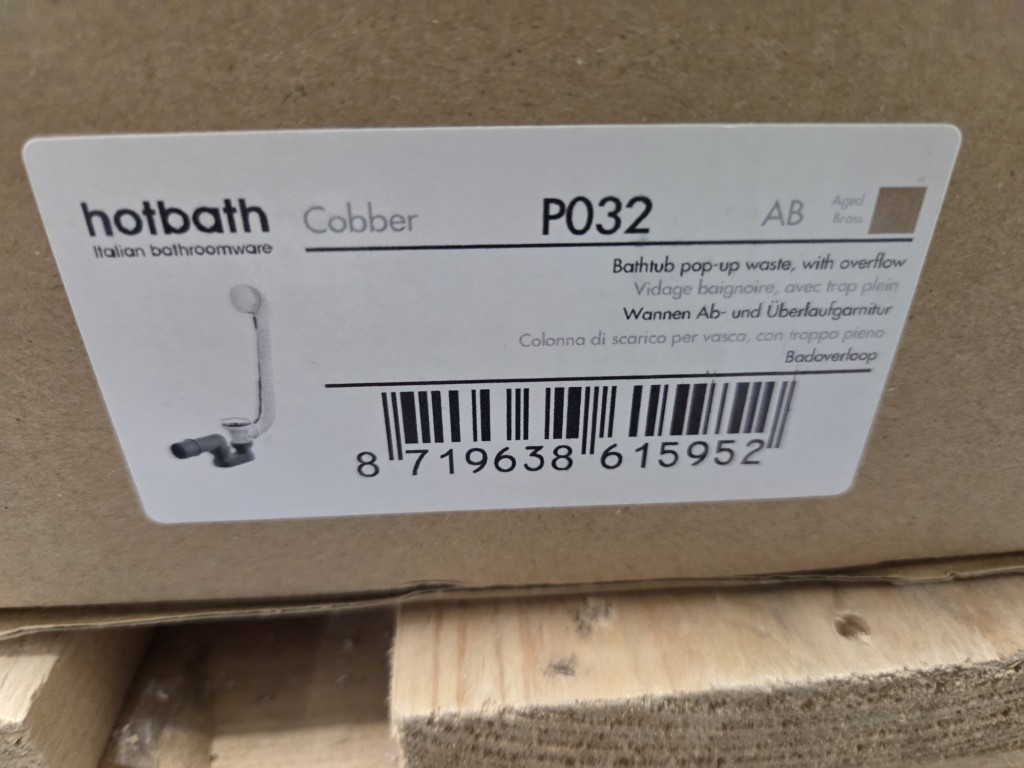 hotbath Cobber P032 AB Aged Brass
Italian bathroomware
Bathtub pop-up waste, with overflow
Vidage baignoire, avec trop plein
Wannen Ab- und Überlaufgarnitur
Colonna di scarico per vasca, con troppo pieno
Badoverloop
8 719638 615952